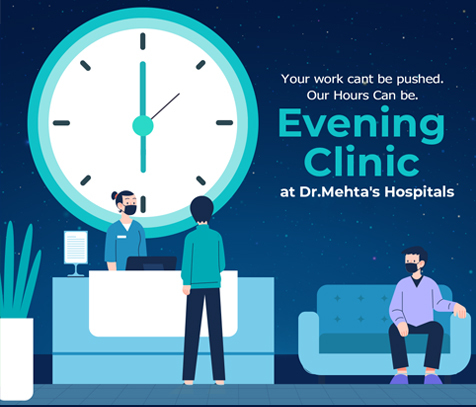 Your work cant be pushed.
Our Hours Can be.
Evening
Clinic
at Dr.Mehta's Hospitals